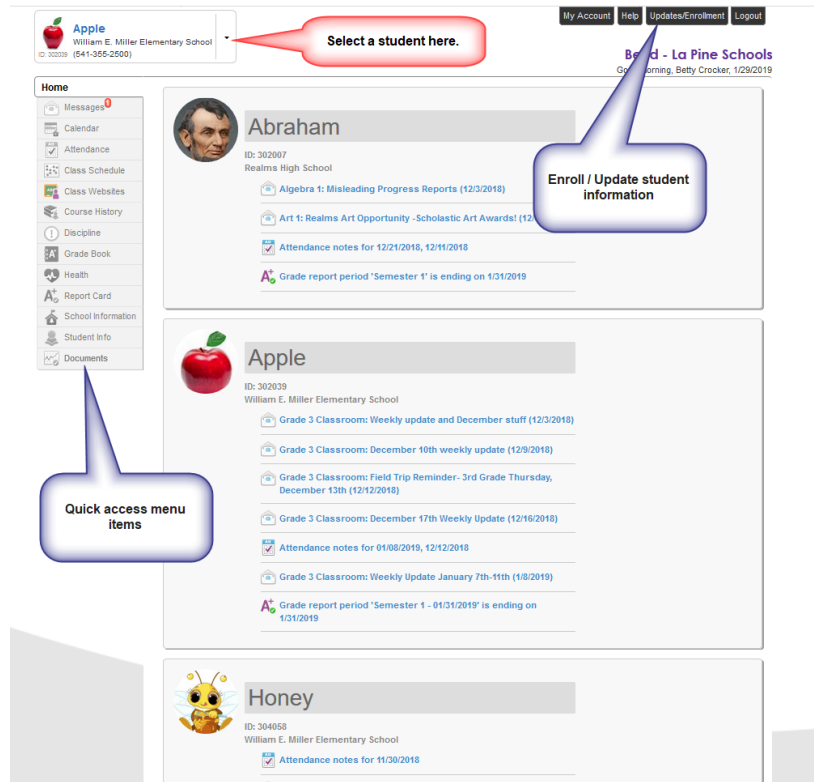 My Account Help Updates/Enrollment Logout
Apple
William E. Miller Elementary School
ID: 302039 (541-355-2500)
Select a student here.
Schools
Betty Crocker, 1/29/2019
Home
Messages
Calendar
Attendance
Class Schedule
Class Websites
Course History
Discipline
Grade Book
Health
Report Card
School Information
Student Info
Documents
Quick access menu
items
Enroll / Update student
information
Abraham
ID: 302007
Realms High School
Algebra 1: Misleading Progress Reports (12/3/2018)
Art 1: Realms Art Opportunity -Scholastic Art Awards!
Attendance notes for 12/21/2018, 12/11/2018
Grade report period 'Semester 1' is ending on 1/31/2019
Apple
ID: 302039
William E. Miller Elementary School
Grade 3 Classroom: Weekly update and December stuff (12/3/2018)
Grade 3 Classroom: December 10th weekly update (12/9/2018)
Grade 3 Classroom: Field Trip Reminder- 3rd Grade Thursday,
December 13th (12/12/2018)
Grade 3 Classroom: December 17th Weekly Update (12/16/2018)
Attendance notes for 01/08/2019, 12/12/2018
Grade 3 Classroom: Weekly Update January 7th-11th (1/8/2019)
Grade report period 'Semester 1 - 01/31/2019' is ending on
1/31/2019
Honey
ID: 304058
William E. Miller Elementary School
Attendance notes for 11/30/2018